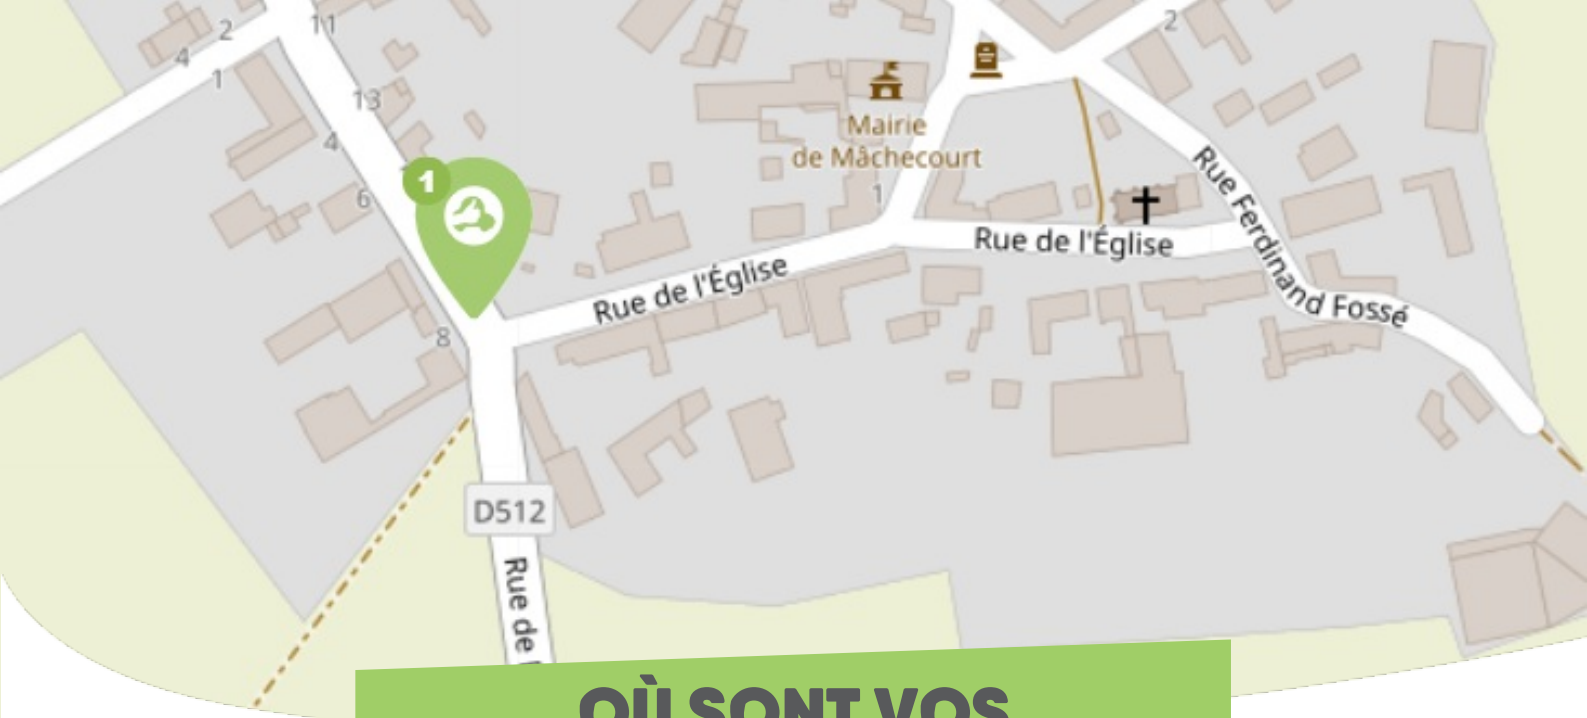 11
2
2
4
1
13
Mairie
de Mâchecourt
4
1
6
1
Rue Ferdinand Fossé
Rue de l'Église
Rue de l'Église
8
D512
Rue de
OÙ SONT VOS